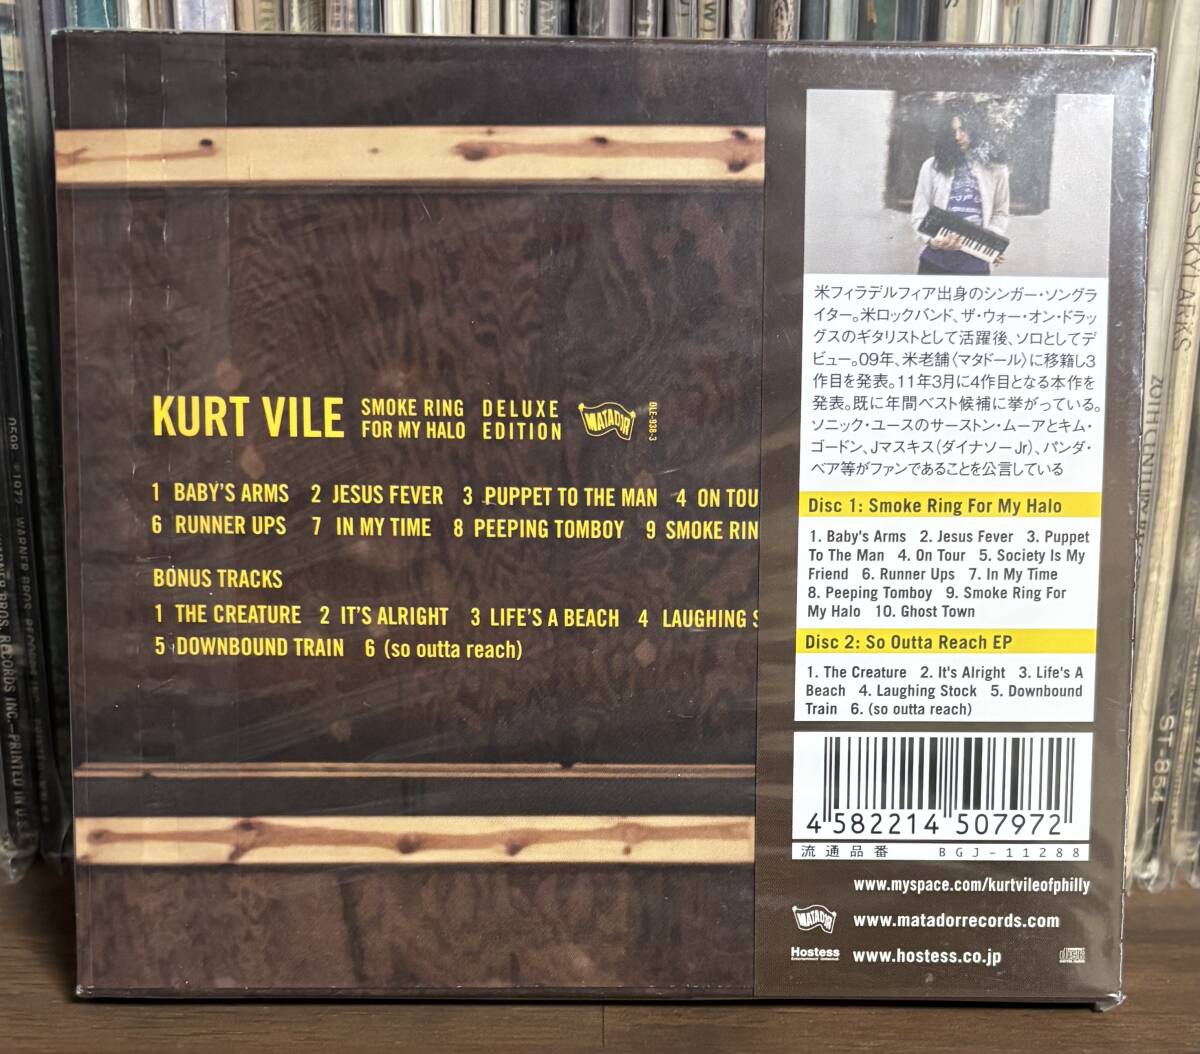 KURT VILE
SMOKE RING
FOR MY HALO
DELUXE
EDITION
MATADOR
OLE-938-3
1 BABY'S ARMS 2 JESUS FEVER 3 PUPPET TO THE MAN 4 ON TOU
6 RUNNER UPS 7 IN MY TIME 8 PEEPING TOMBOY 9 SMOKE RIN
BONUS TRACKS
1 THE CREATURE 2 IT'S ALRIGHT 3 LIFE'S A BEACH 4 LAUGHING S
5 DOWNBOUND TRAIN 6 (so outta reach)
米フィラデルフィア出身のシンガー・ソングラ
イター。米ロックバンド、ザ・ウォー・オン・ドラッ
グスのギタリストとして活躍後、ソロとしてデ
ビュー。09年、米老舗〈マタドール〉に移籍し3
作目を発表。11年3月に4作目となる本作を
発表。既に年間ベスト候補に挙がっている。
ソニック・ユースのサーストン・ムーアとキム・
ゴードン、Jマスキス(ダイナソーJr)、パンダ・
ベア等がファンであることを公言している
Disc 1: Smoke Ring For My Halo
1. Baby's Arms 2. Jesus Fever 3. Puppet
To The Man 4. On Tour 5. Society Is My
Friend 6. Runner Ups 7. In My Time
8. Peeping Tomboy 9. Smoke Ring For
My Halo 10. Ghost Town
Disc 2: So Outta Reach EP
1. The Creature 2. It's Alright 3. Life's A
Beach 4. Laughing Stock 5. Downbound
Train 6. (so outta reach)
4 582214 507972
流通品番 BGJ-11288
www.myspace.com/kurtvileofphilly
MATADOR www.matadorrecords.com
Hostess www.hostess.co.jp
SKYLARKS
ST-854